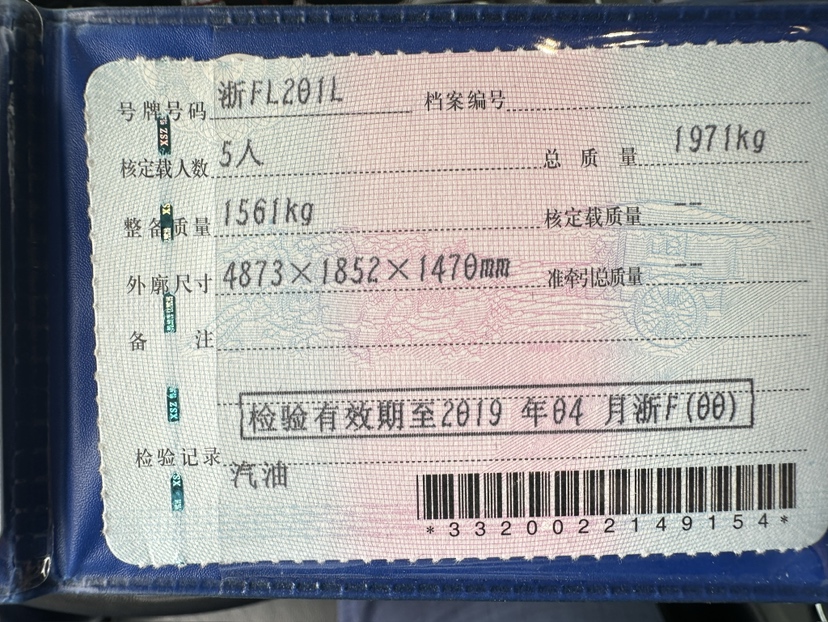 号牌号码 浙FL201L 档案编号
核定载人数 5人 总质量 1971kg
整备质量 1561kg 核定载质量 --
外廓尺寸 4873×1852×1470mm 准牵引总质量 --
备注
检验有效期至2019 年04 月浙F(00)
检验记录
汽油
*3320022149154*